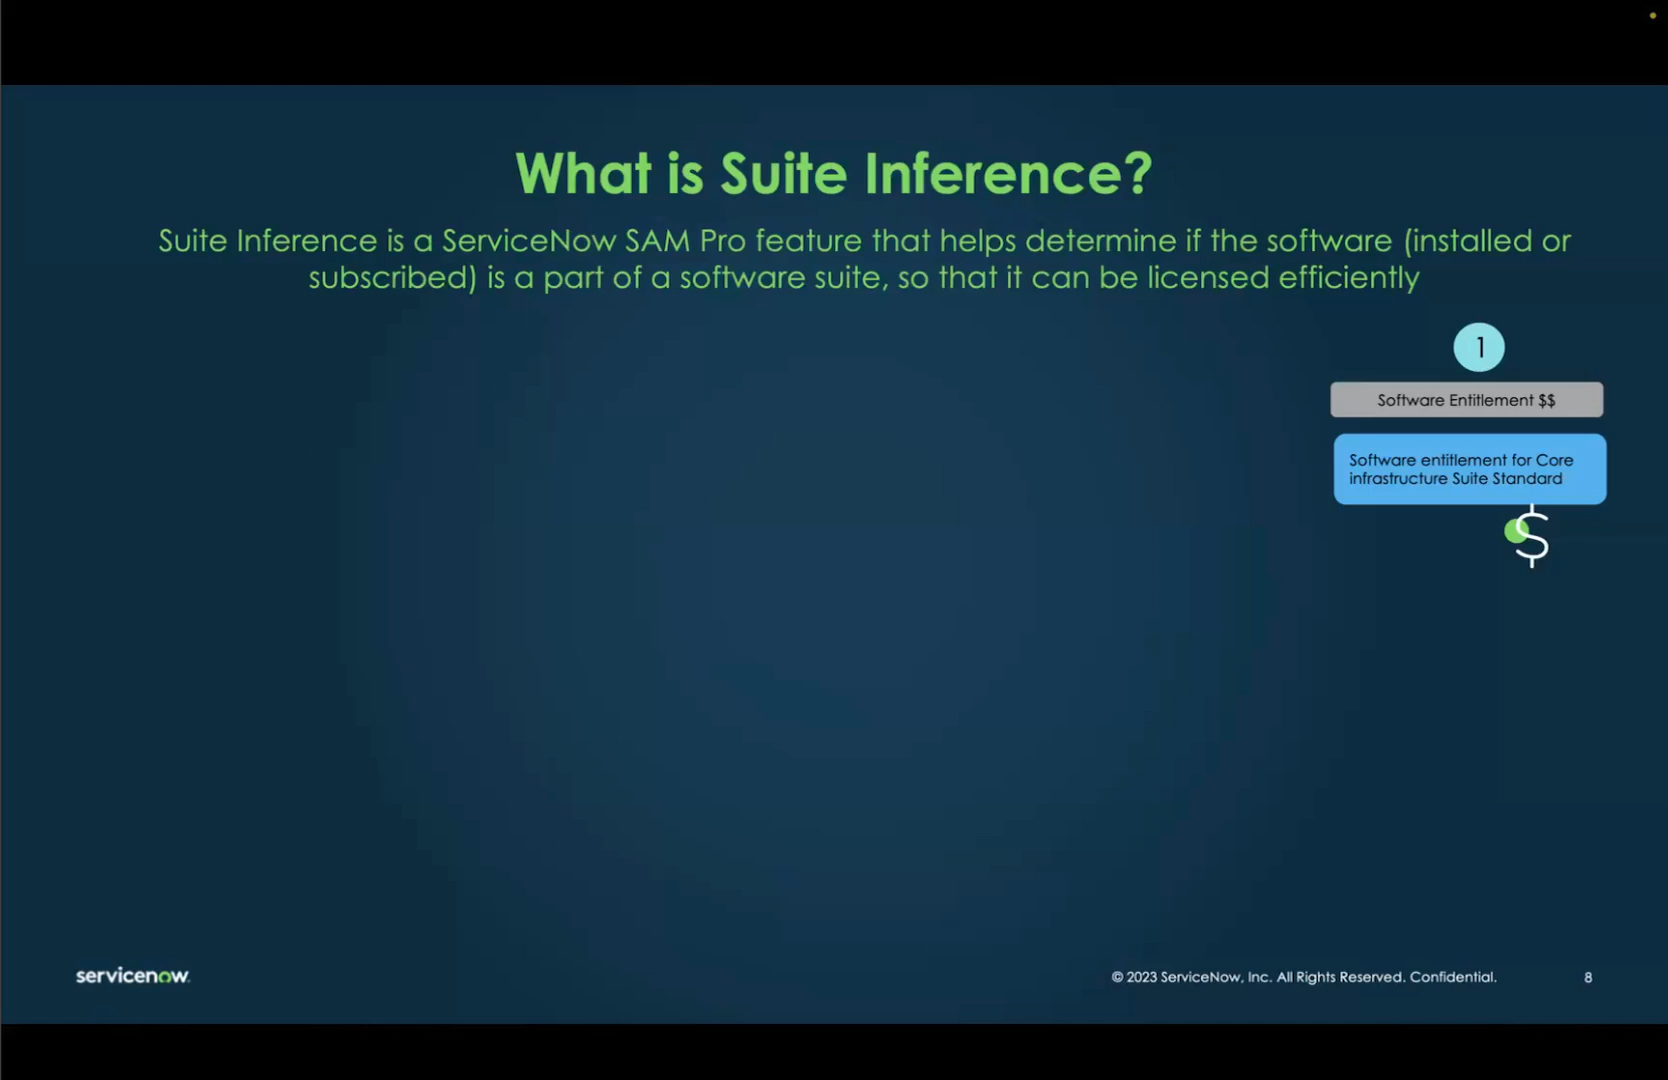 What is Suite Inference?
Suite Inference is a ServiceNow SAM Pro feature that helps determine if the software (installed or
subscribed) is a part of a software suite, so that it can be licensed efficiently
1
Software Entitlement $$
Software entitlement for Core
infrastructure Suite Standard
$
servicenow
© 2023 ServiceNow, Inc. All Rights Reserved. Confidential.
8